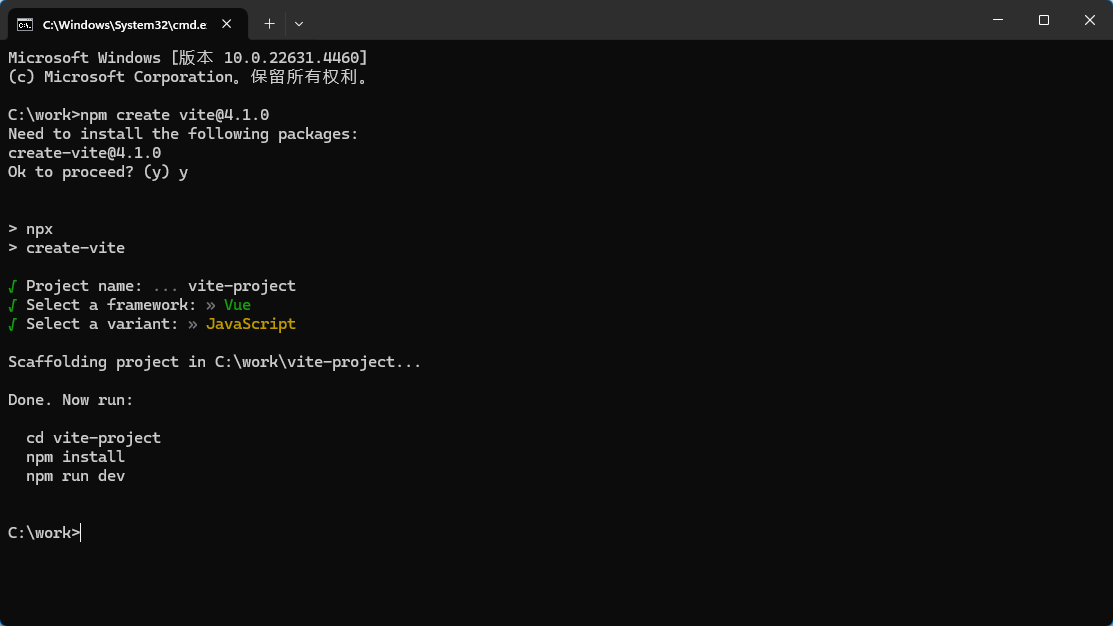 C:\Windows\System32\cmd.e
Microsoft Windows [版本 10.0.22631.4460]
(c) Microsoft Corporation。保留所有权利。
C:\work>npm create vite@4.1.0
Need to install the following packages:
create-vite@4.1.0
Ok to proceed? (y) y
> npx
> create-vite
√ Project name: ... vite-project
√ Select a framework: » Vue
√ Select a variant: » JavaScript
Scaffolding project in C:\work\vite-project...
Done. Now run:
cd vite-project
npm install
npm run dev
C:\work>